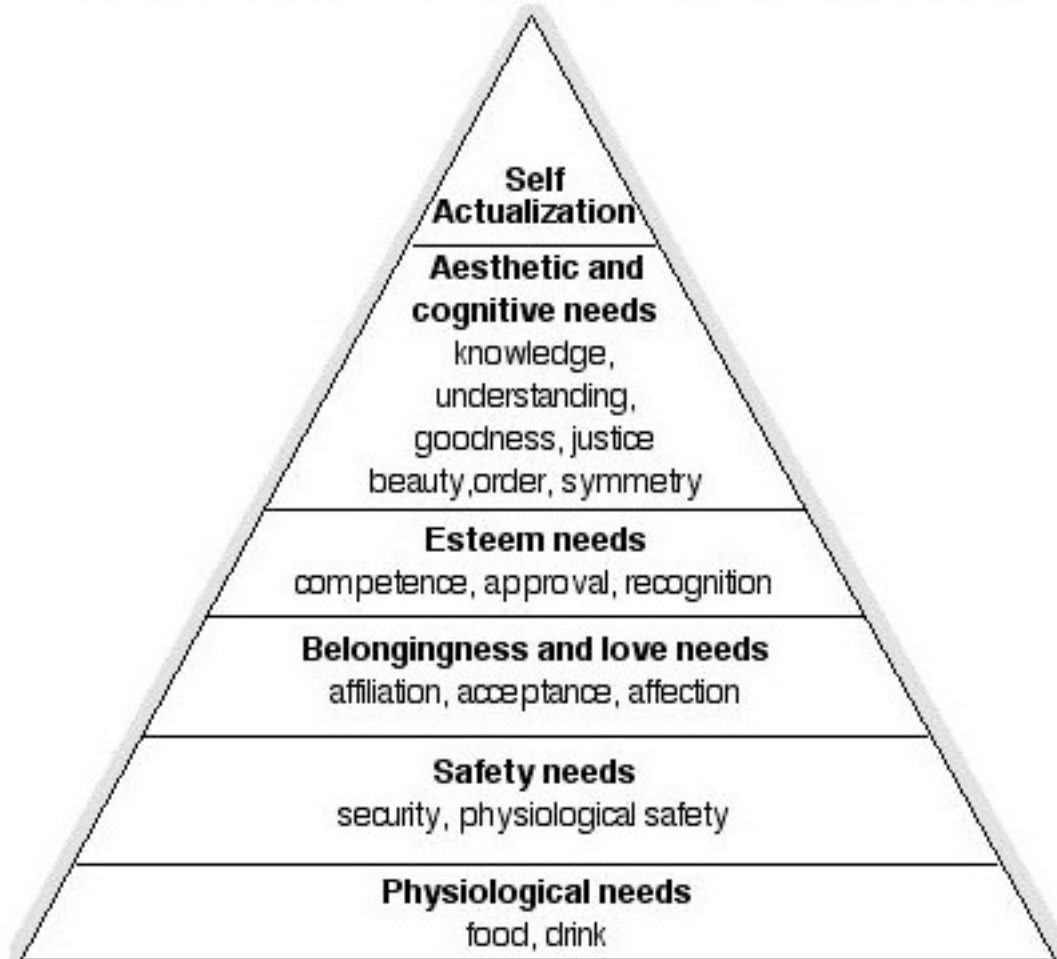 Self
Actualization
Aesthetic and
cognitive needs
knowledge,
understanding,
goodness, justice
beauty,order, symmetry
Esteem needs
competence, approval, recognition
Belongingness and love needs
affiliation, acceptance, affection
Safety needs
security, physiological safety
Physiological needs
food, drink